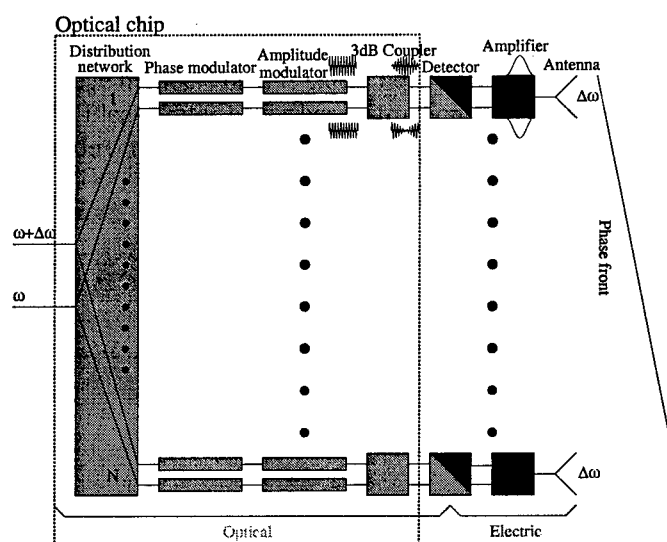 Optical chip
Distribution network
Phase modulator
Amplitude modulator
3dB Coupler
Detector
Amplifier
Antenna
1
Δω
ω+Δω
ω
Phase front
N
Δω
Optical
Electric